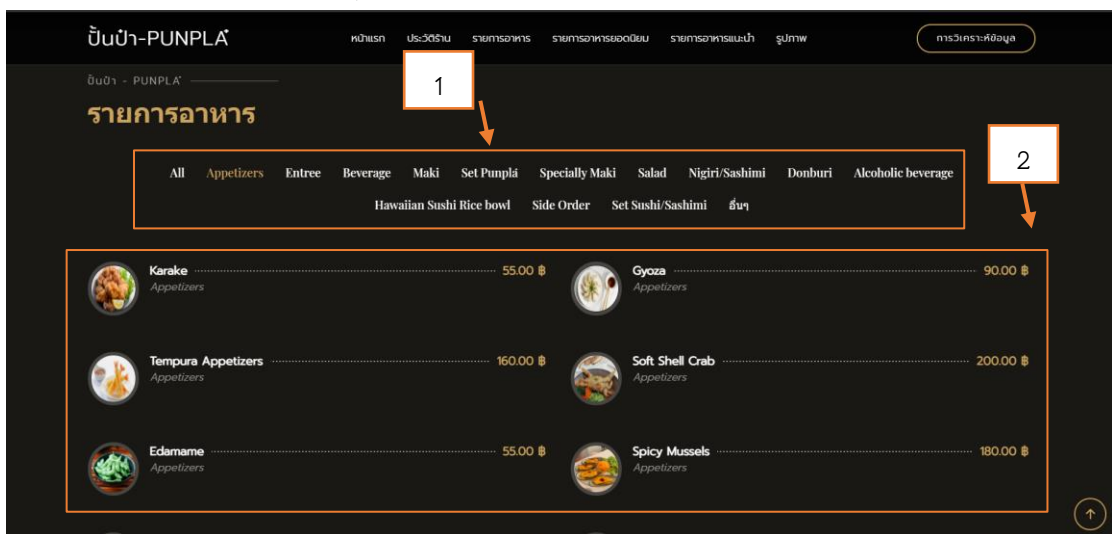 ปั้นป๋า-PUNPLA์ หน้าแรก ประวัติร้าน รายการอาหาร รายการอาหารยอดนิยม รายการอาหารแนะนำ รูปภาพ การวิเคราะห์ข้อมูล
ปั้นป๋า - PUNPLA์
รายการอาหาร
1
2
All Appetizers Entree Beverage Maki Set Punplá Specially Maki Salad Nigiri/Sashimi Donburi Alcoholic beverage
Hawaiian Sushi Rice bowl Side Order Set Sushi/Sashimi อื่นๆ
Karake 55.00 ฿ Gyoza 90.00 ฿
Appetizers Appetizers
Tempura Appetizers 160.00 ฿ Soft Shell Crab 200.00 ฿
Appetizers Appetizers
Edamame 55.00 ฿ Spicy Mussels 180.00 ฿
Appetizers Appetizers